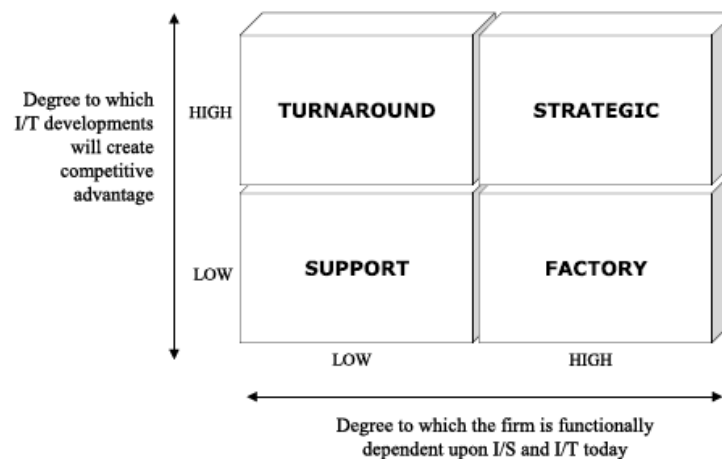 Degree to which
I/T developments
will create
competitive
advantage
HIGH
TURNAROUND
STRATEGIC
LOW
SUPPORT
FACTORY
LOW
HIGH
Degree to which the firm is functionally
dependent upon I/S and I/T today